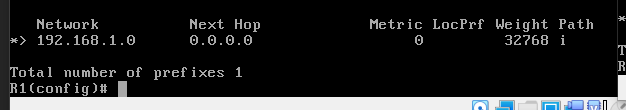 Network Next Hop Metric LocPrf Weight Path
*> 192.168.1.0 0.0.0.0 0 32768 i
Total number of prefixes 1
R1(config)#